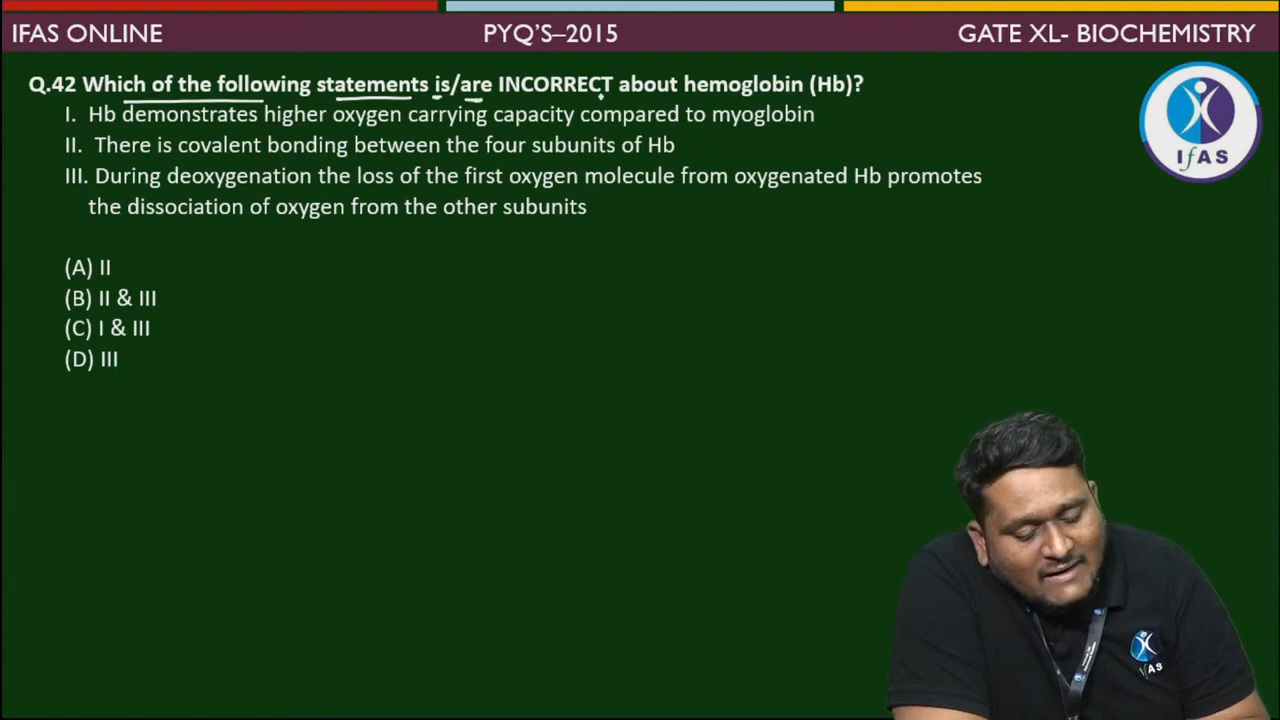 IFAS ONLINE PYQ'S–2015 GATE XL- BIOCHEMISTRY
Q.42 Which of the following statements is/are INCORRECT about hemoglobin (Hb)?
I. Hb demonstrates higher oxygen carrying capacity compared to myoglobin
II. There is covalent bonding between the four subunits of Hb
III. During deoxygenation the loss of the first oxygen molecule from oxygenated Hb promotes
the dissociation of oxygen from the other subunits
IfAS
(A) II
(B) II & III
(C) I & III
(D) III
IfAS